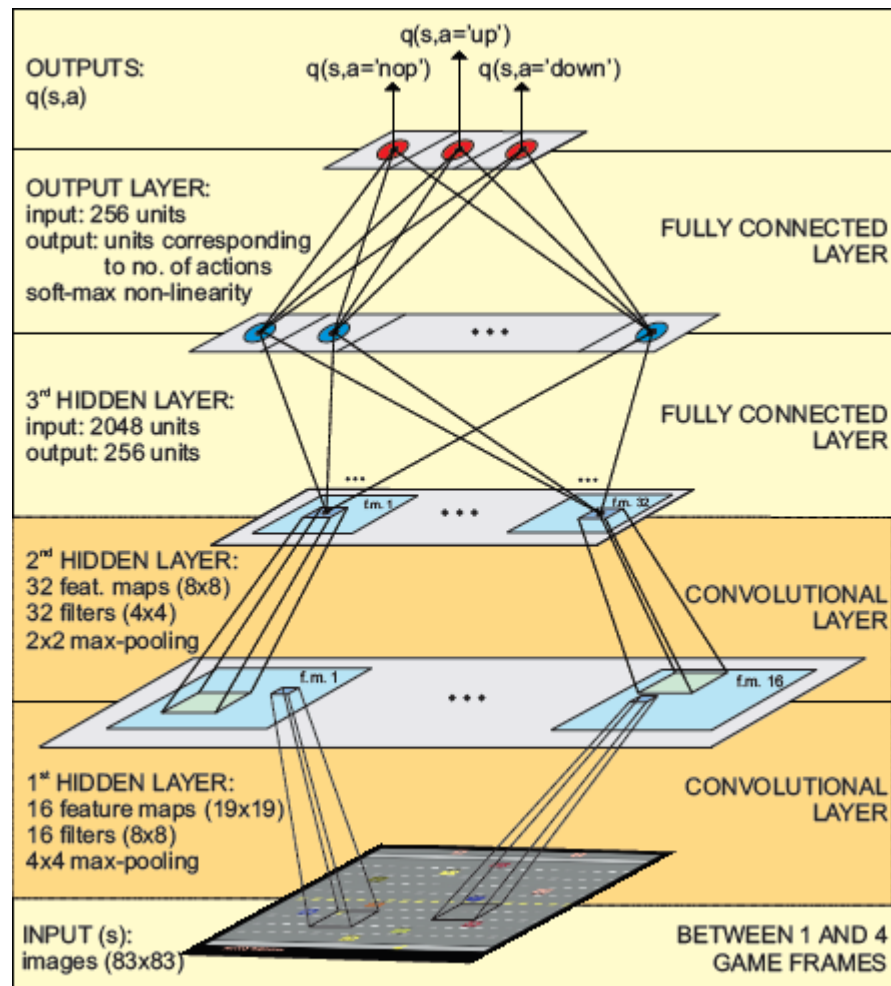 q(s,a='up')
OUTPUTS:
q(s,a='nop')
q(s,a='down')
q(s,a)
OUTPUT LAYER:
input: 256 units
output: units corresponding
to no. of actions
soft-max non-linearity
FULLY CONNECTED
LAYER
...
3rd HIDDEN LAYER:
input: 2048 units
output: 256 units
FULLY CONNECTED
LAYER
...
...
f.m. 1
...
f.m. 32
2nd HIDDEN LAYER:
32 feat. maps (8x8)
32 filters (4x4)
2x2 max-pooling
CONVOLUTIONAL
LAYER
f.m. 1
...
f.m. 16
1st HIDDEN LAYER:
16 feature maps (19x19)
16 filters (8x8)
4x4 max-pooling
CONVOLUTIONAL
LAYER
INPUT (s):
images (83x83)
BETWEEN 1 AND 4
GAME FRAMES